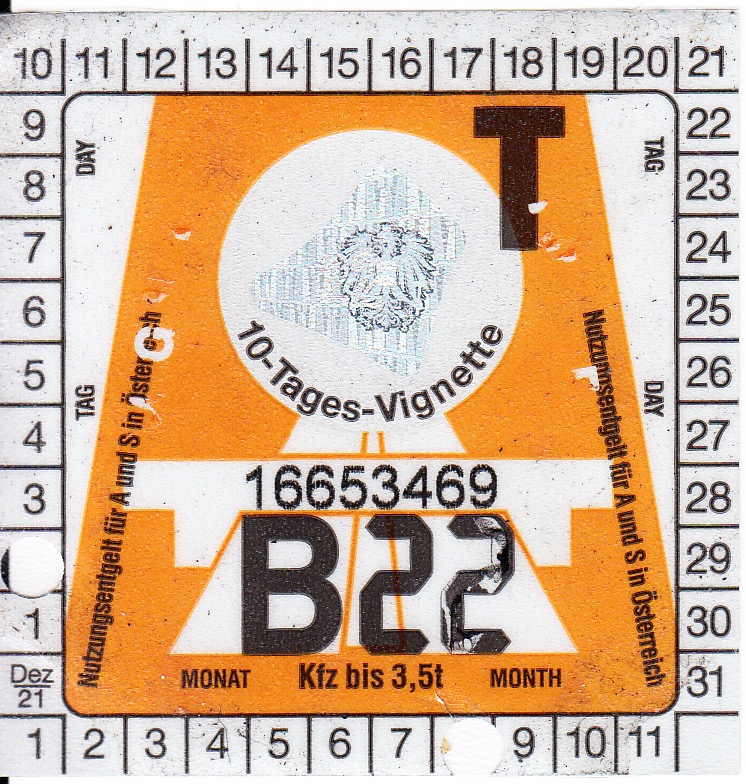 10 11 12 13 14 15 16 17 18 19 20 21
9 22
8 23
7 24
6 25
5 26
4 27
3 28
29
1 30
Dez
21
31
1 2 3 4 5 6 7 9 10 11
DAY
TAG
T
TAG
DAY
10-Tages-Vignette
Nutzungsentgelt für A und S in
Nutzungsentgelt für A und S in Österreich
16653469
B22
MONAT Kfz bis 3,5t MONTH